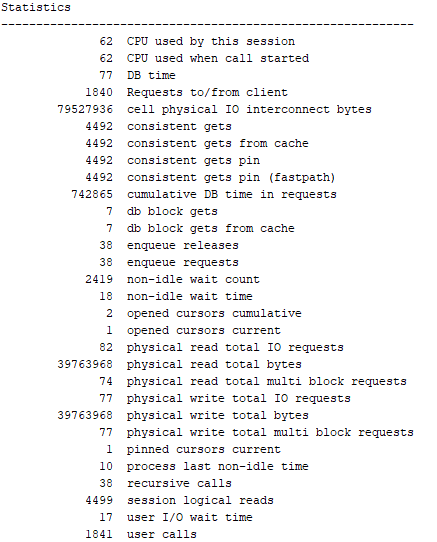 Statistics
-----------------------------------------------------------
62 CPU used by this session
62 CPU used when call started
77 DB time
1840 Requests to/from client
79527936 cell physical IO interconnect bytes
4492 consistent gets
4492 consistent gets from cache
4492 consistent gets pin
4492 consistent gets pin (fastpath)
742865 cumulative DB time in requests
7 db block gets
7 db block gets from cache
38 enqueue releases
38 enqueue requests
2419 non-idle wait count
18 non-idle wait time
2 opened cursors cumulative
1 opened cursors current
82 physical read total IO requests
39763968 physical read total bytes
74 physical read total multi block requests
77 physical write total IO requests
39763968 physical write total bytes
77 physical write total multi block requests
1 pinned cursors current
10 process last non-idle time
38 recursive calls
4499 session logical reads
17 user I/O wait time
1841 user calls